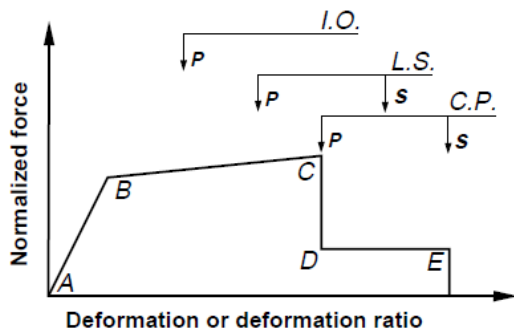 I.O.
P
L.S.
P
S
C.P.
P
S
B
C
D
E
A
Normalized force
Deformation or deformation ratio